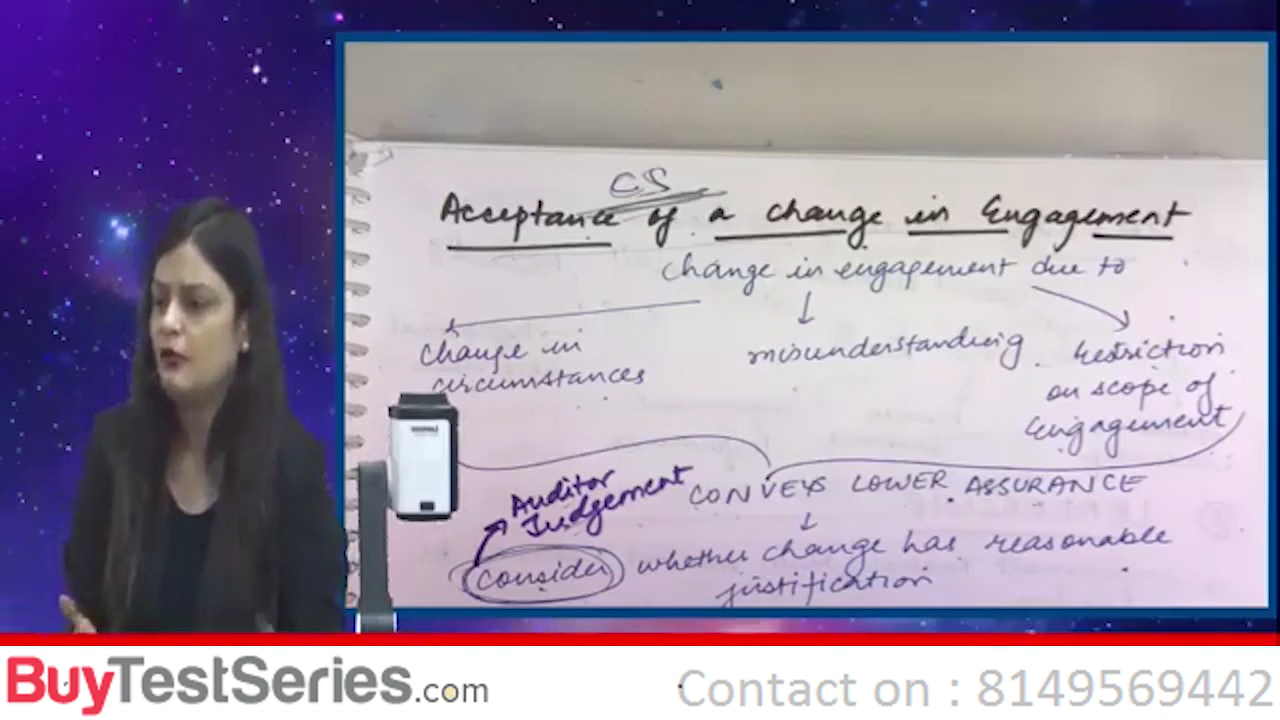 CS
Acceptance of a change in Engagement
change in engagement due to
change in
circumstances
misunderstanding
restriction
on scope of
Engagement
Auditor
Judgement
CONVEYS LOWER ASSURANCE
consider whether change has reasonable
justification
BuyTestSeries.com
Contact on : 8149569442